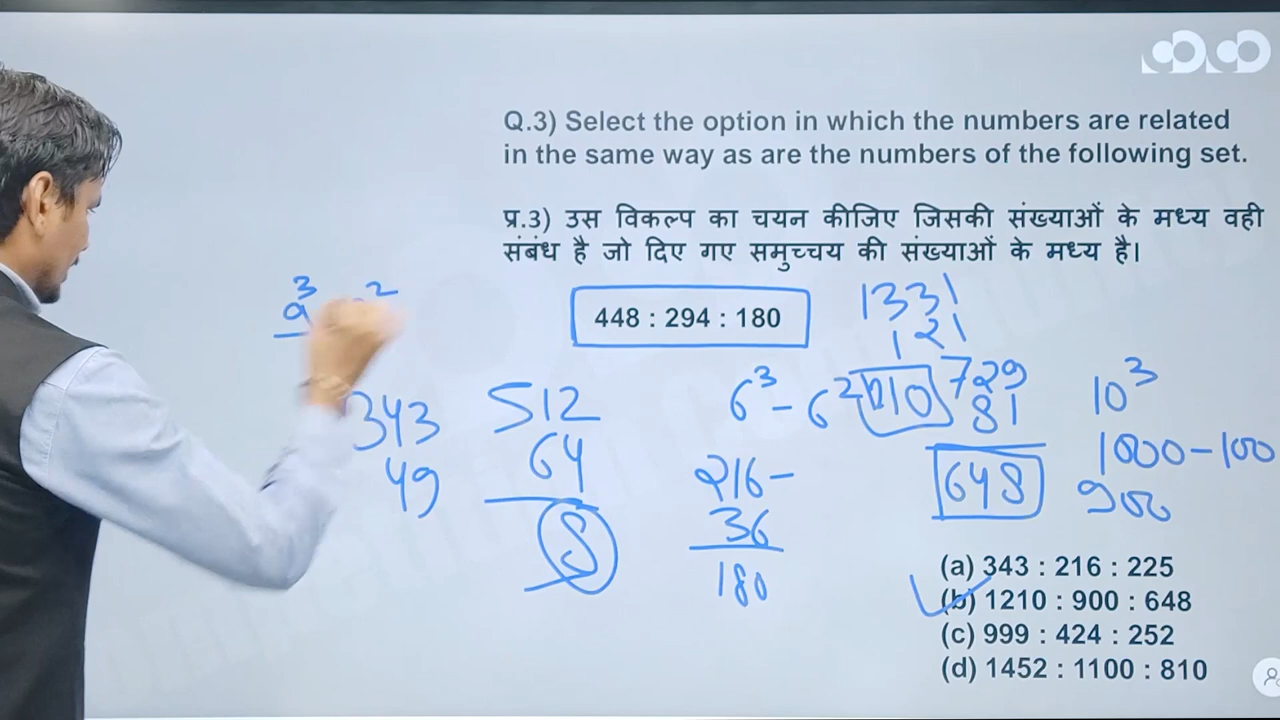 Q.3) Select the option in which the numbers are related
in the same way as are the numbers of the following set.
प्र.3) उस विकल्प का चयन कीजिए जिसकी संख्याओं के मध्य वही
संबंध है जो दिए गए समुच्चय की संख्याओं के मध्य है।
448 : 294 : 180
1331
121
1210
a³ ²
343
49
512
64
8
6³ - 6²
216 -
36
180
729
81
648
10³
1000 - 100
900
(a) 343 : 216 : 225
(b) 1210 : 900 : 648
(c) 999 : 424 : 252
(d) 1452 : 1100 : 810